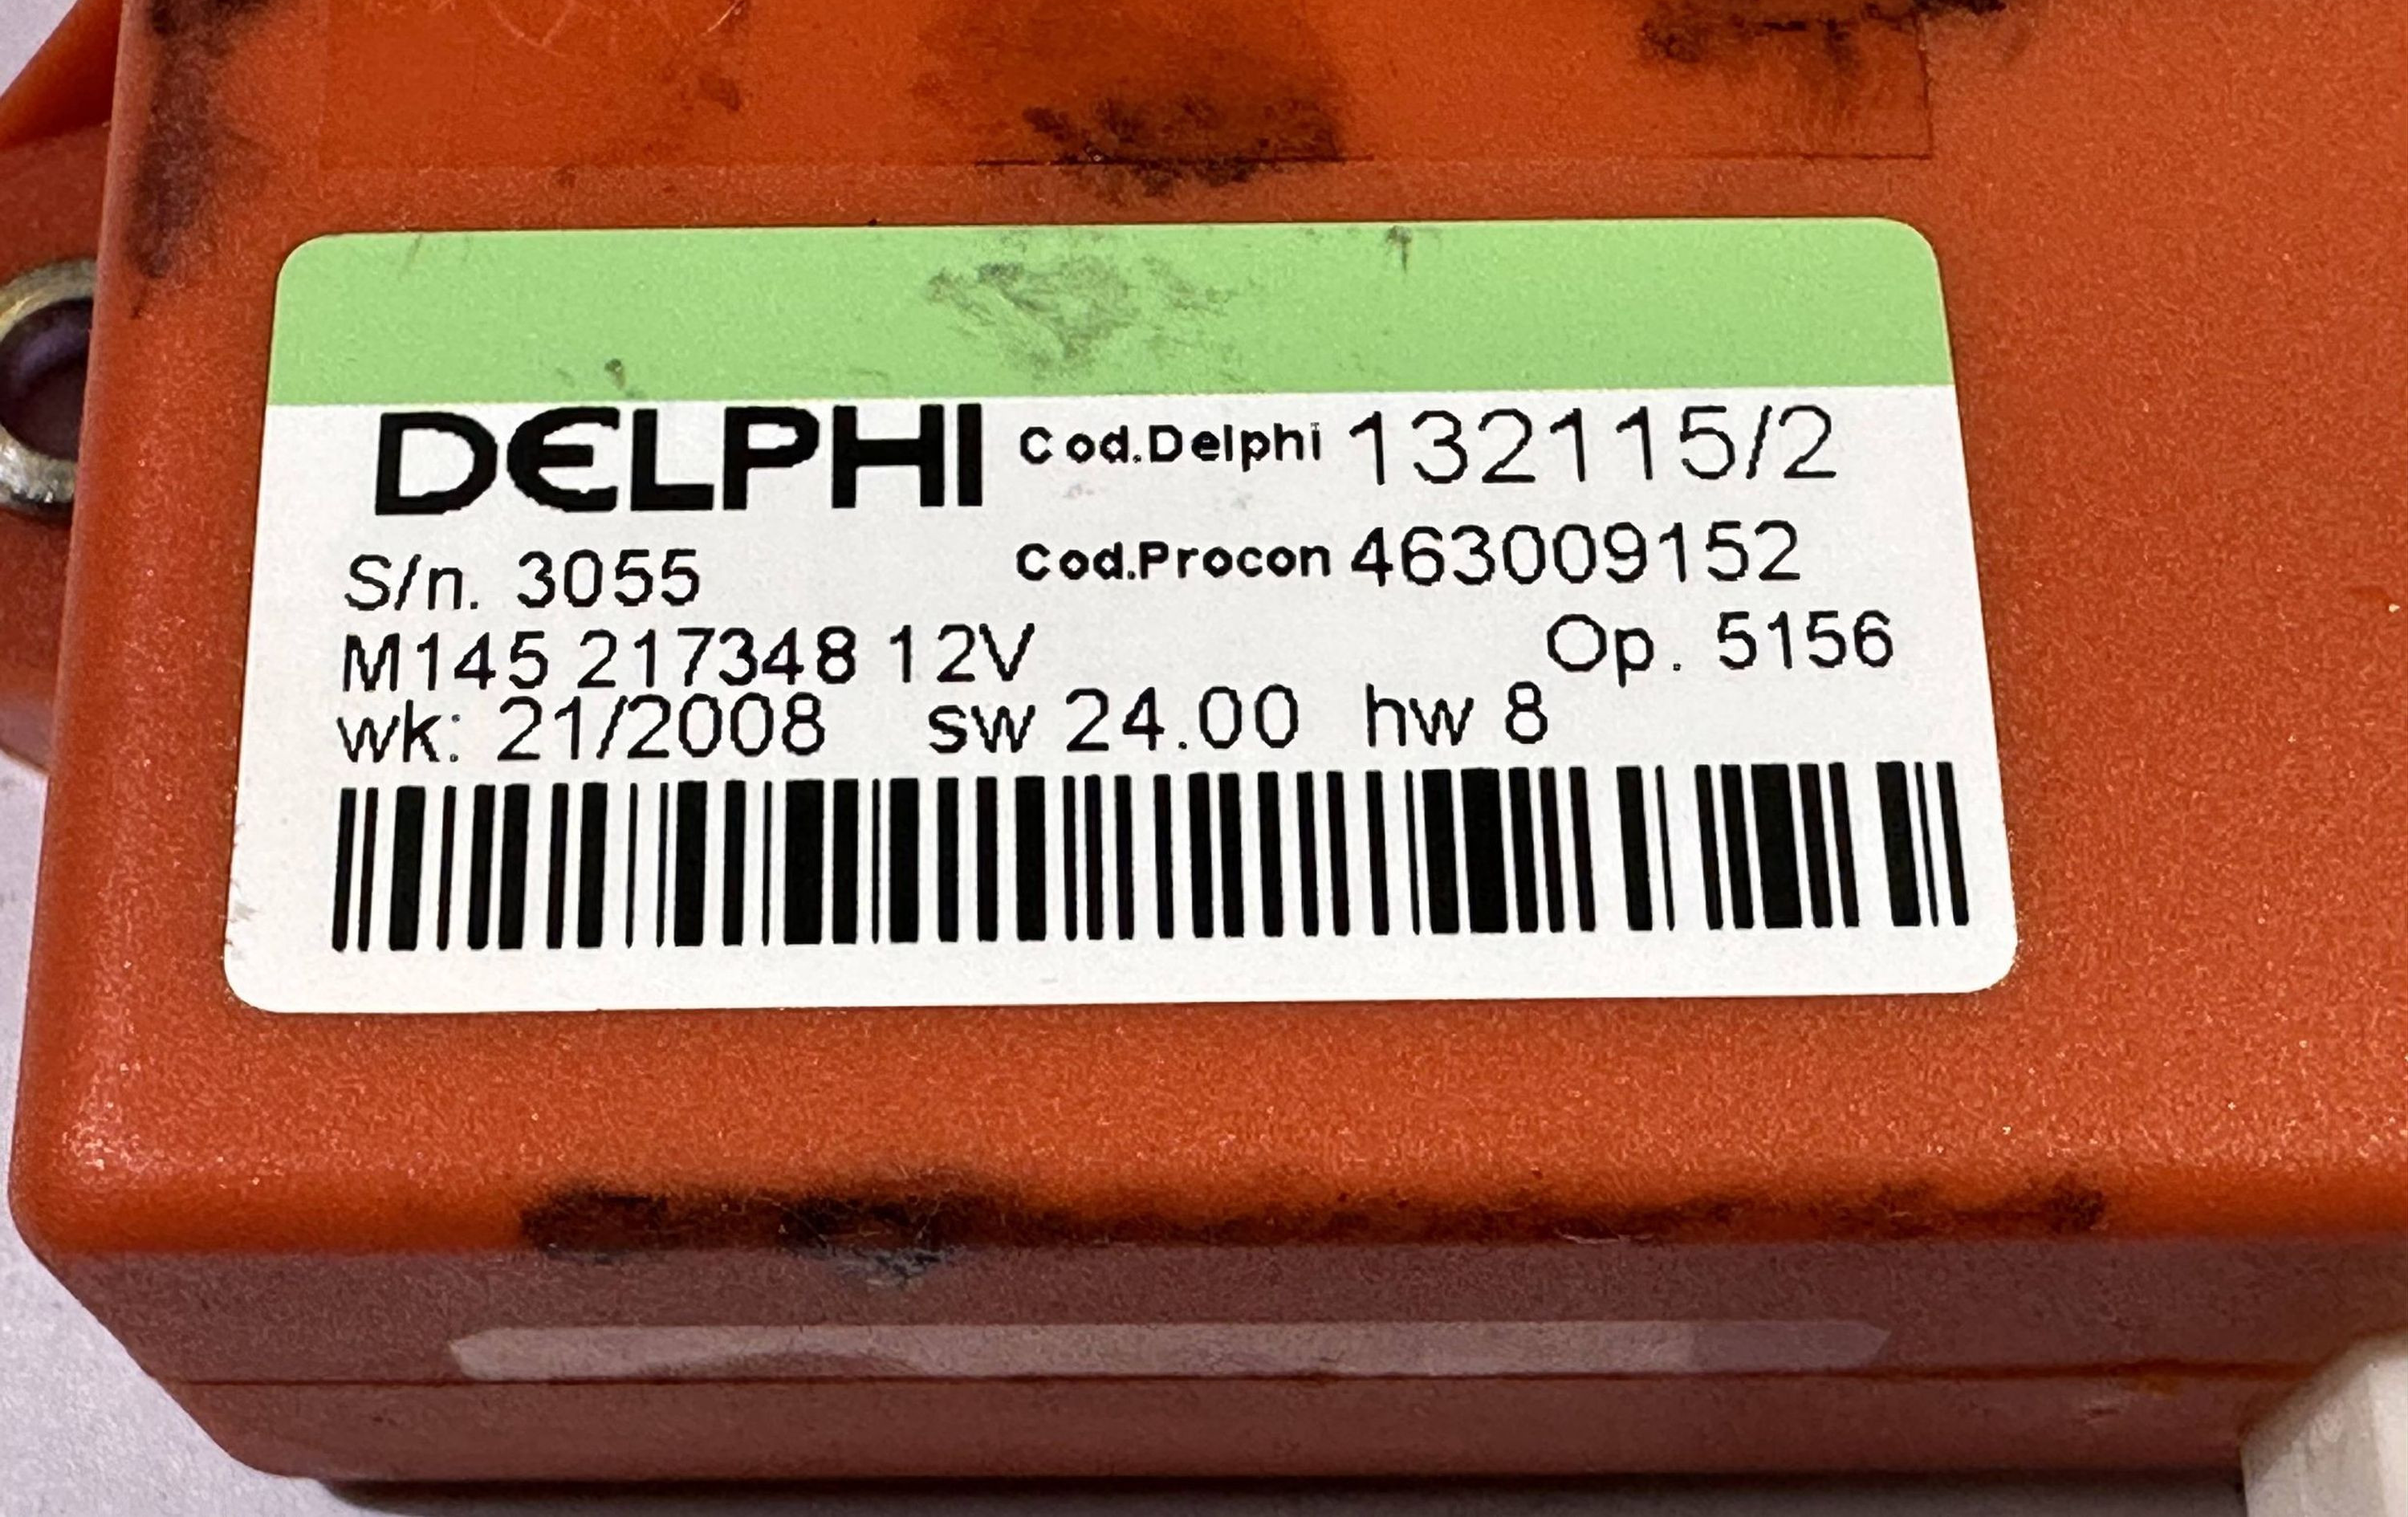 DELPHI Cod.Delphi 132115/2
S/n. 3055 Cod.Procon 463009152
M145 217348 12V Op. 5156
wk: 21/2008 sw 24.00 hw 8